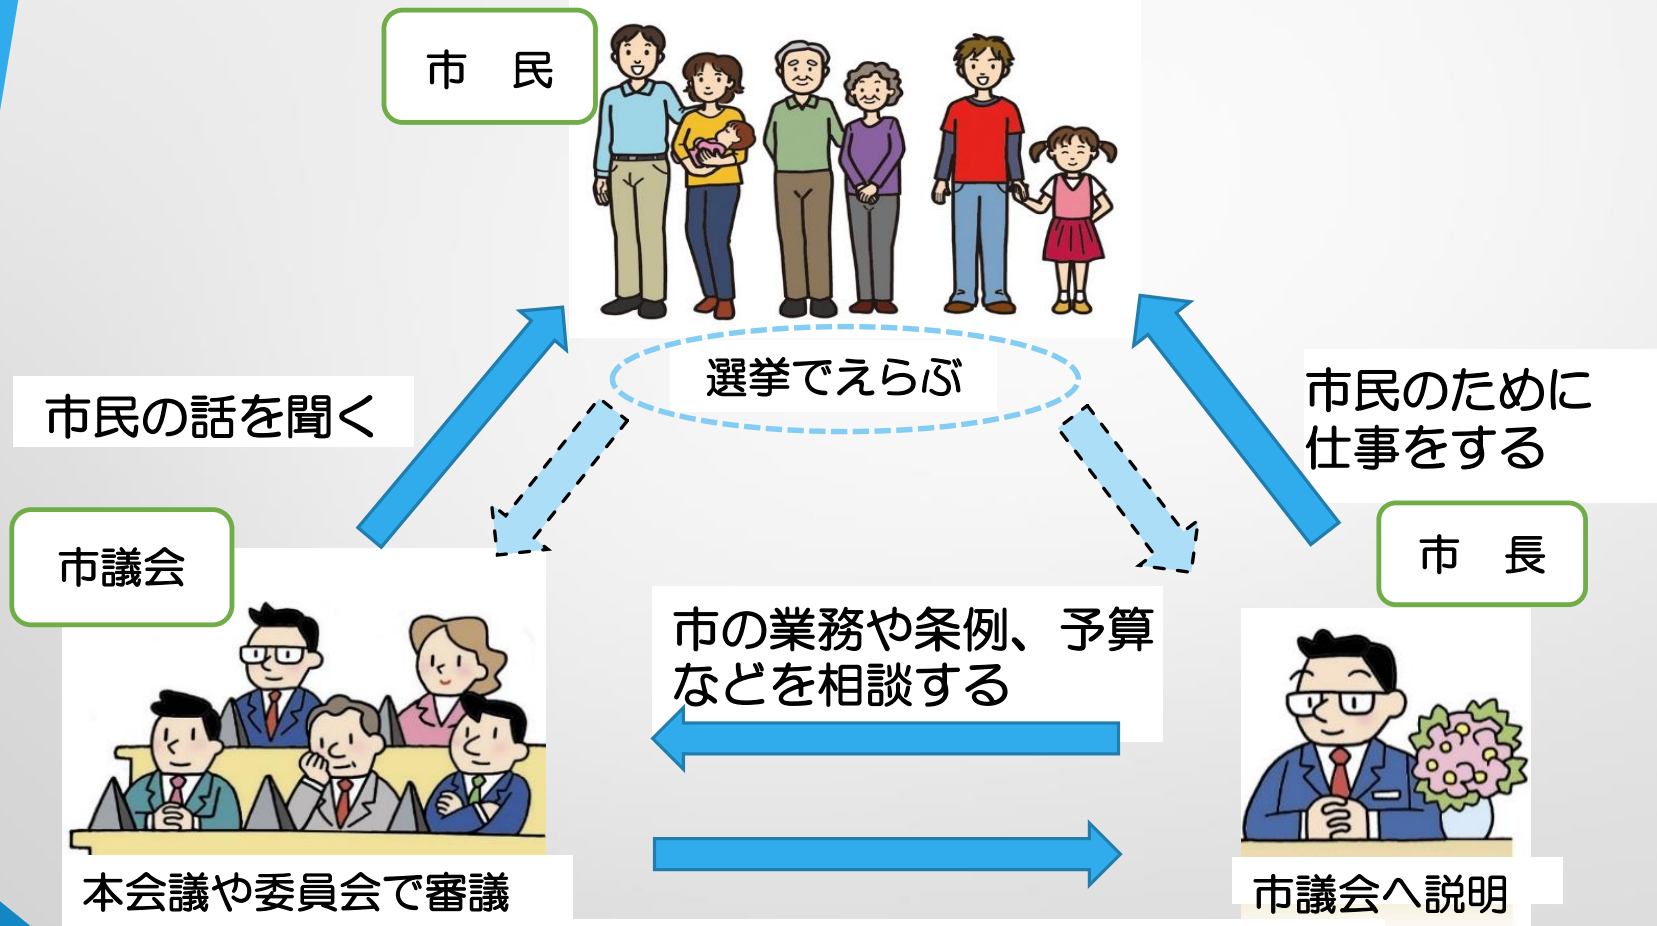 市　民
選挙でえらぶ
市民の話を聞く
市民のために
仕事をする
市議会
市　長
市の業務や条例、予算
などを相談する
本会議や委員会で審議
市議会へ説明